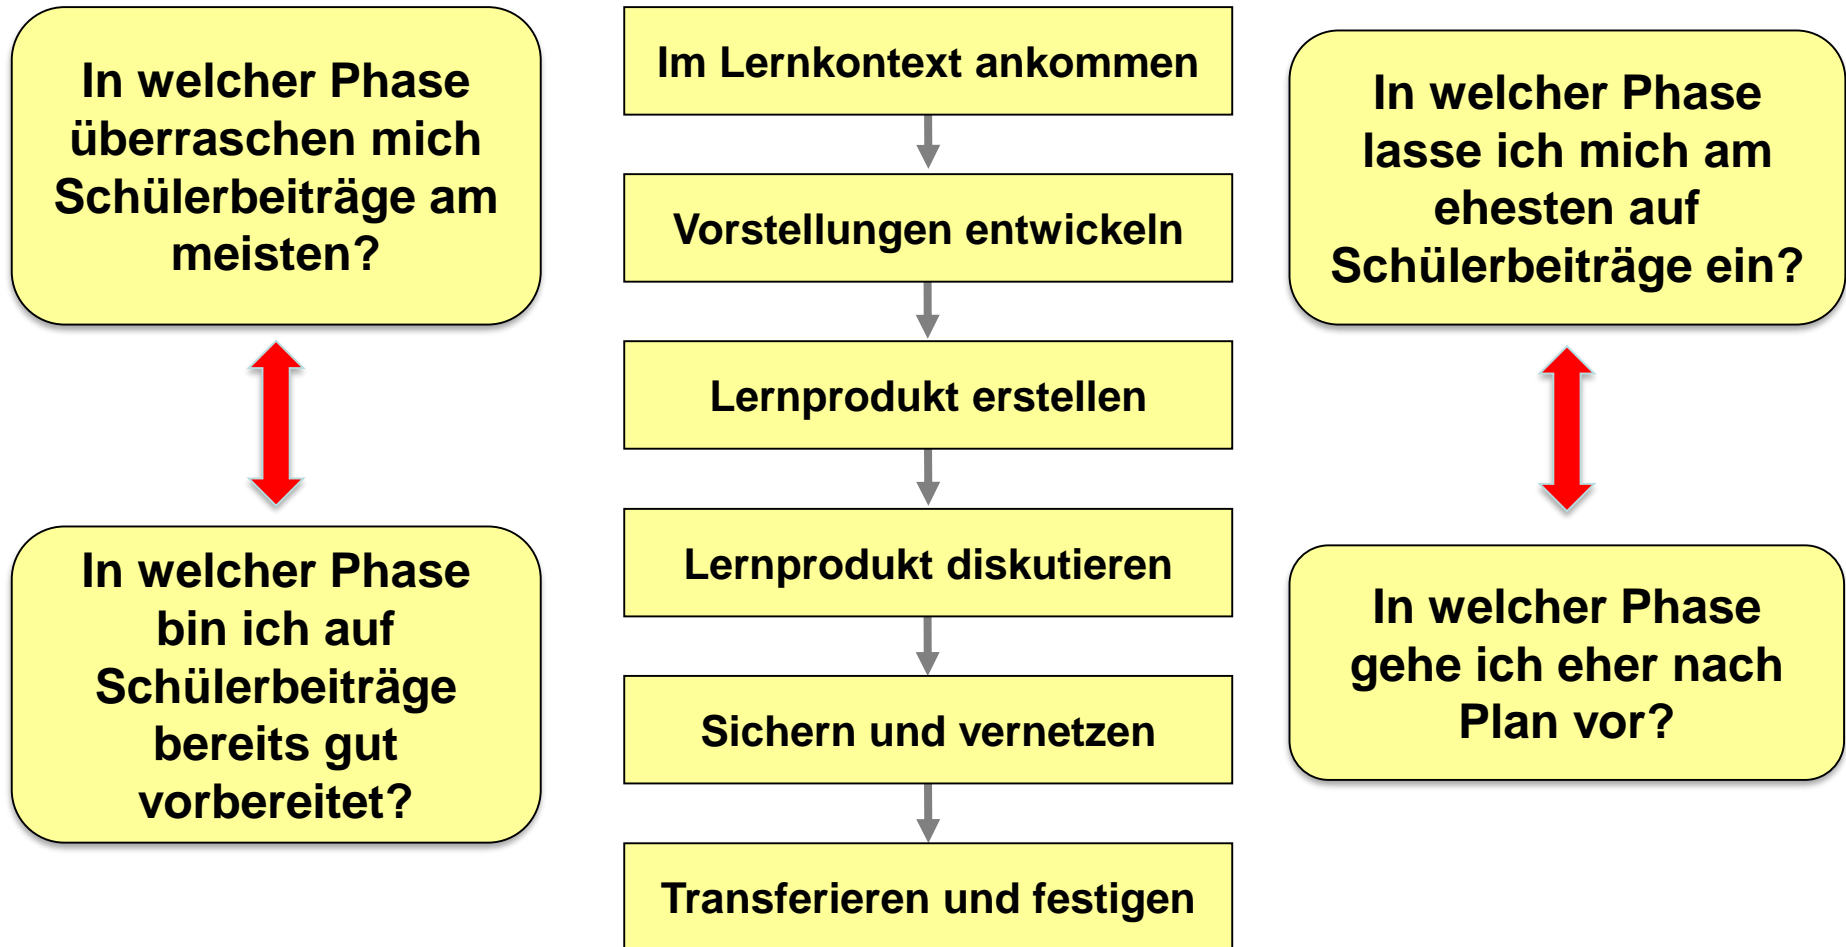 In welcher Phase
überraschen mich
Schülerbeiträge am
meisten?
In welcher Phase
bin ich auf
Schülerbeiträge
bereits gut
vorbereitet?
Im Lernkontext ankommen
Vorstellungen entwickeln
Lernprodukt erstellen
Lernprodukt diskutieren
Sichern und vernetzen
Transferieren und festigen
In welcher Phase
lasse ich mich am
ehesten auf
Schülerbeiträge ein?
In welcher Phase
gehe ich eher nach
Plan vor?